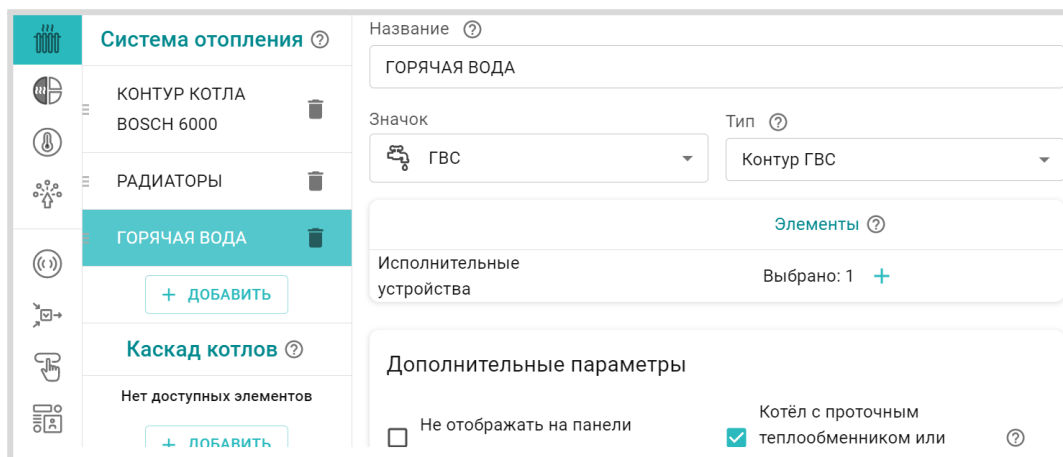 Система отопления
КОНТУР КОТЛА
BOSCH 6000
РАДИАТОРЫ
ГОРЯЧАЯ ВОДА
+ ДОБАВИТЬ
Каскад котлов
Нет доступных элементов
+ ДОБАВИТЬ
Название
ГОРЯЧАЯ ВОДА
Значок
ГВС
Тип
Контур ГВС
Элементы
Исполнительные
устройства
Выбрано: 1 +
Дополнительные параметры
Не отображать на панели
Котёл с проточным
теплообменником или